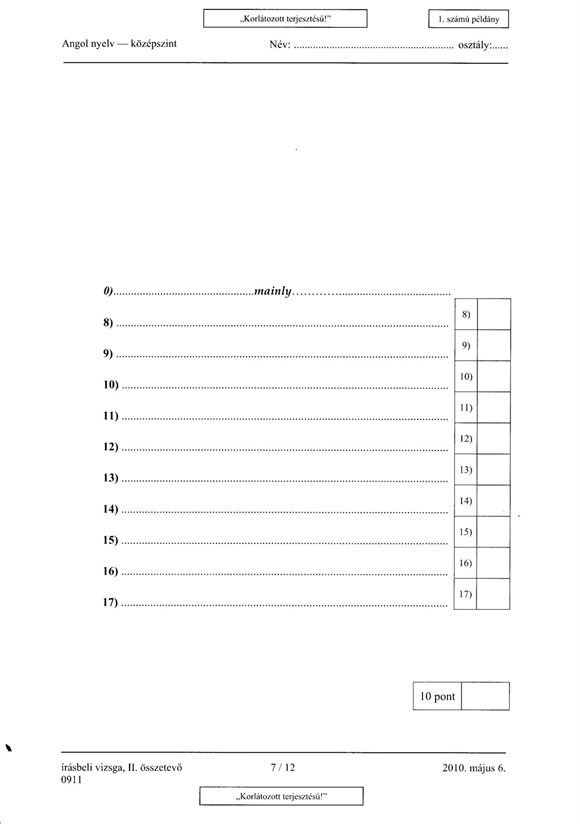 „Korlátozott terjesztésű!”
1. számú példány
Angol nyelv — középszint
Név: ........................................................ osztály:......
0)................................................mainly................................................
8) ................................................................................................
8)
9) ................................................................................................
9)
10) ................................................................................................
10)
11) ................................................................................................
11)
12) ................................................................................................
12)
13) ................................................................................................
13)
14) ................................................................................................
14)
15) ................................................................................................
15)
16) ................................................................................................
16)
17) ................................................................................................
17)
10 pont
írásbeli vizsga, II. összetevő
7 / 12
2010. május 6.
0911
„Korlátozott terjesztésű!”